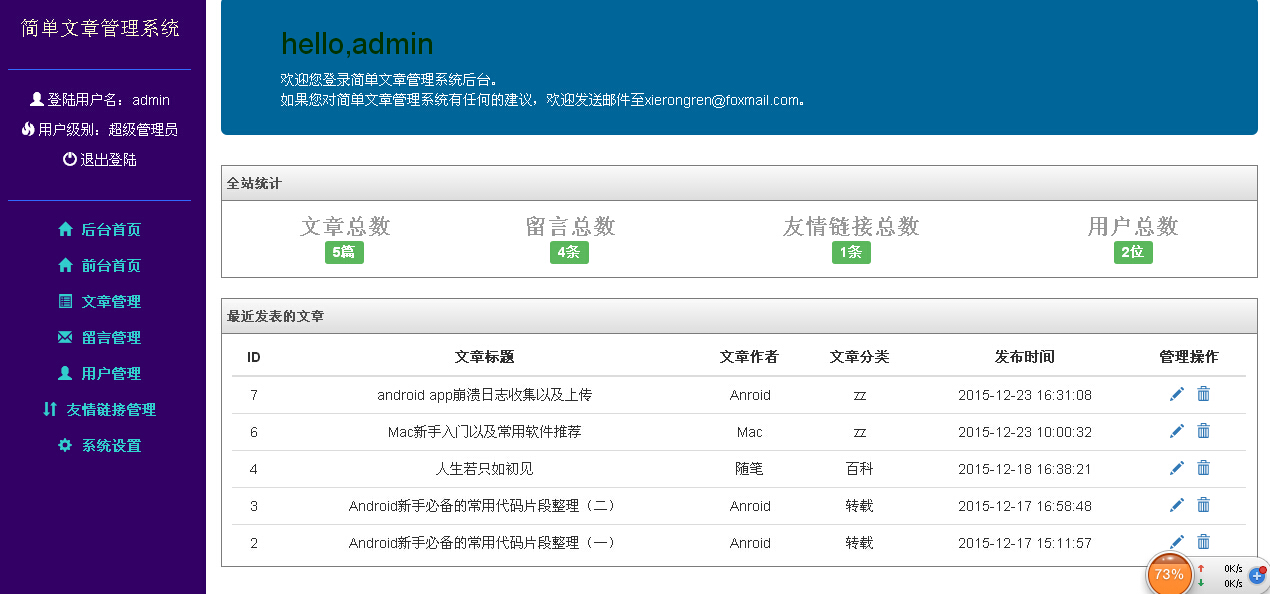 简单文章管理系统
登陆用户名：admin
用户级别：超级管理员
退出登陆
后台首页
前台首页
文章管理
留言管理
用户管理
友情链接管理
系统设置
hello,admin
欢迎您登录简单文章管理系统后台。
如果您对简单文章管理系统有任何的建议，欢迎发送邮件至xierongren@foxmail.com。
全站统计
文章总数 留言总数 友情链接总数 用户总数
5篇 4条 1条 2位
最近发表的文章
ID 文章标题 文章作者 文章分类 发布时间 管理操作
7 android app崩溃日志收集以及上传 Anroid zz 2015-12-23 16:31:08
6 Mac新手入门以及常用软件推荐 Mac zz 2015-12-23 10:00:32
4 人生若只如初见 随笔 百科 2015-12-18 16:38:21
3 Android新手必备的常用代码片段整理（二） Anroid 转载 2015-12-17 16:58:48
2 Android新手必备的常用代码片段整理（一） Anroid 转载 2015-12-17 15:11:57
73% 0K/s
0K/s